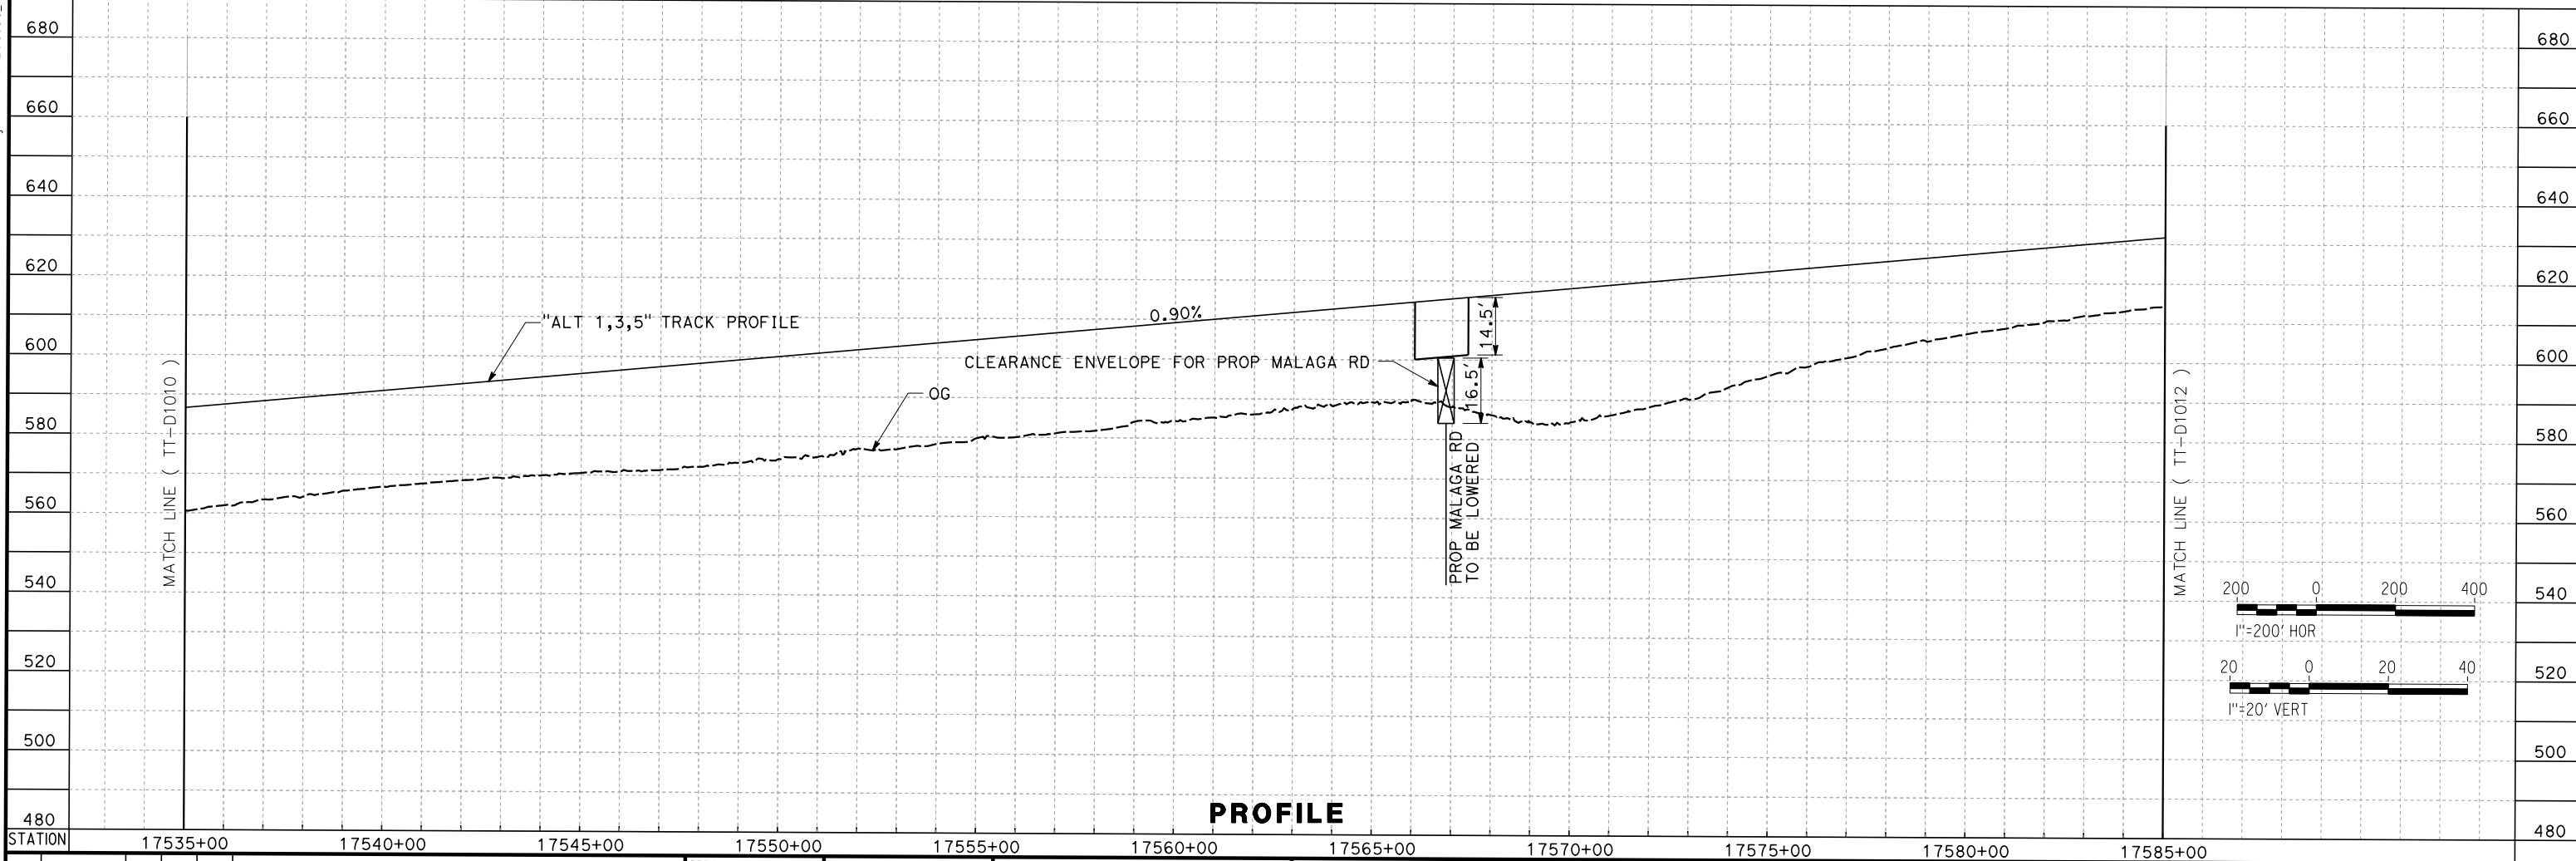 680 680
660 660
640 640
620 620
"ALT 1,3,5" TRACK PROFILE
0.90%
14.5'
600 600
CLEARANCE ENVELOPE FOR PROP MALAGA RD
16.5'
OG
MATCH LINE ( TT-D1010 )
MATCH LINE ( TT-D1012 )
580 580
PROP MALAGA RD
TO BE LOWERED
560 560
540 540
200 0 200 400
1"=200' HOR
520 520
20 0 20 40
1"=20' VERT
500 500
PROFILE
480 480
STATION 17535+00 17540+00 17545+00 17550+00 17555+00 17560+00 17565+00 17570+00 17575+00 17580+00 17585+00